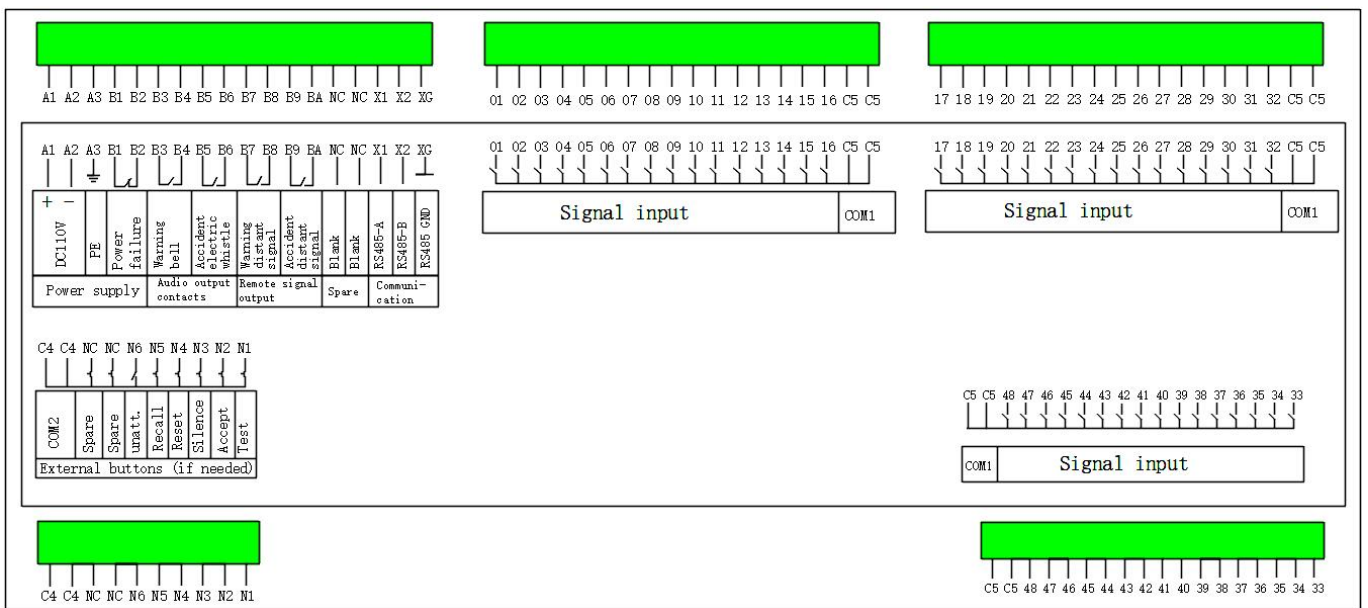 A1 A2 A3 B1 B2 B3 B4 B5 B6 B7 B8 B9 BA NC NC X1 X2 XG
01 02 03 04 05 06 07 08 09 10 11 12 13 14 15 16 C5 C5
17 18 19 20 21 22 23 24 25 26 27 28 29 30 31 32 C5 C5
A1 A2 A3 B1 B2 B3 B4 B5 B6 B7 B8 B9 BA NC NC X1 X2 XG
+ −
DC110V
PE
Power
failure
Warning
bell
Accident
electric
whistle
Warning
distant
signal
Accident
distant
signal
Blank
Blank
RS485-A
RS485-B
RS485 GND
Power supply
Audio output
contacts
Remote signal
output
Spare
Communi-
cation
01 02 03 04 05 06 07 08 09 10 11 12 13 14 15 16 C5 C5
Signal input
COM1
17 18 19 20 21 22 23 24 25 26 27 28 29 30 31 32 C5 C5
Signal input
COM1
C4 C4 NC NC N6 N5 N4 N3 N2 N1
COM2
Spare
Spare
unatt.
Recall
Reset
Silence
Accept
Test
External buttons (if needed)
C5 C5 48 47 46 45 44 43 42 41 40 39 38 37 36 35 34 33
COM1
Signal input
C4 C4 NC NC N6 N5 N4 N3 N2 N1
C5 C5 48 47 46 45 44 43 42 41 40 39 38 37 36 35 34 33